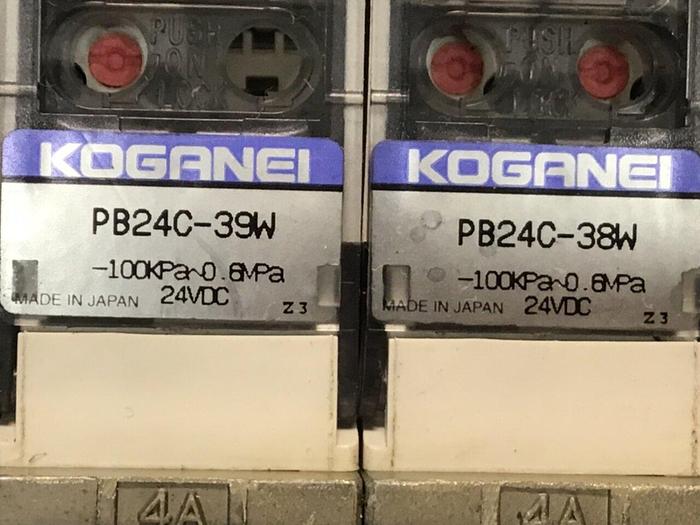 PUSH
LOCK
KOGANEI
PB24C-39W
-100KPa~0.6MPa
MADE IN JAPAN 24VDC
Z3
4A
PUSH
KOGANEI
PB24C-38W
-100KPa~0.6MPa
MADE IN JAPAN 24VDC
Z3
4A